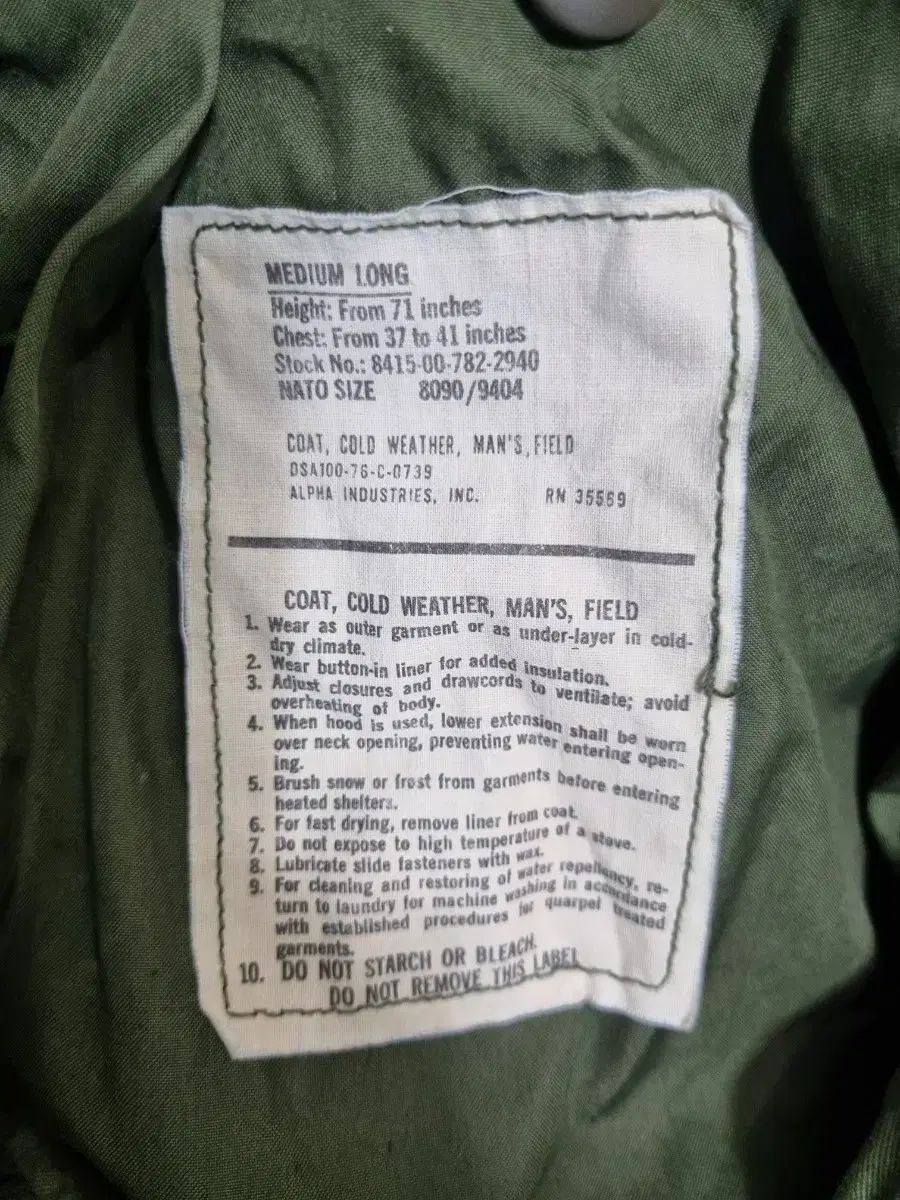 MEDIUM LONG
Height: From 71 inches
Chest: From 37 to 41 inches
Stock No.: 8415-00-782-2940
NATO SIZE 8090/9404
COAT, COLD WEATHER, MAN'S, FIELD
DSA100-76-C-0739
ALPHA INDUSTRIES, INC. RN 35569
COAT, COLD WEATHER, MAN'S, FIELD
1. Wear as outer garment or as under-layer in cold-
dry climate.
2. Wear button-in liner for added insulation.
3. Adjust closures and drawcords to ventilate; avoid
overheating of body.
4. When hood is used, lower extension shall be worn
over neck opening, preventing water entering open-
ing.
5. Brush snow or frost from garments before entering
heated shelters.
6. For fast drying, remove liner from coat.
7. Do not expose to high temperature of a stove.
8. Lubricate slide fasteners with wax.
9. For cleaning and restoring of water repellency, re-
turn to laundry for machine washing in accordance
with established procedures for quarpel treated
garments.
10. DO NOT STARCH OR BLEACH.
DO NOT REMOVE THIS LABEL